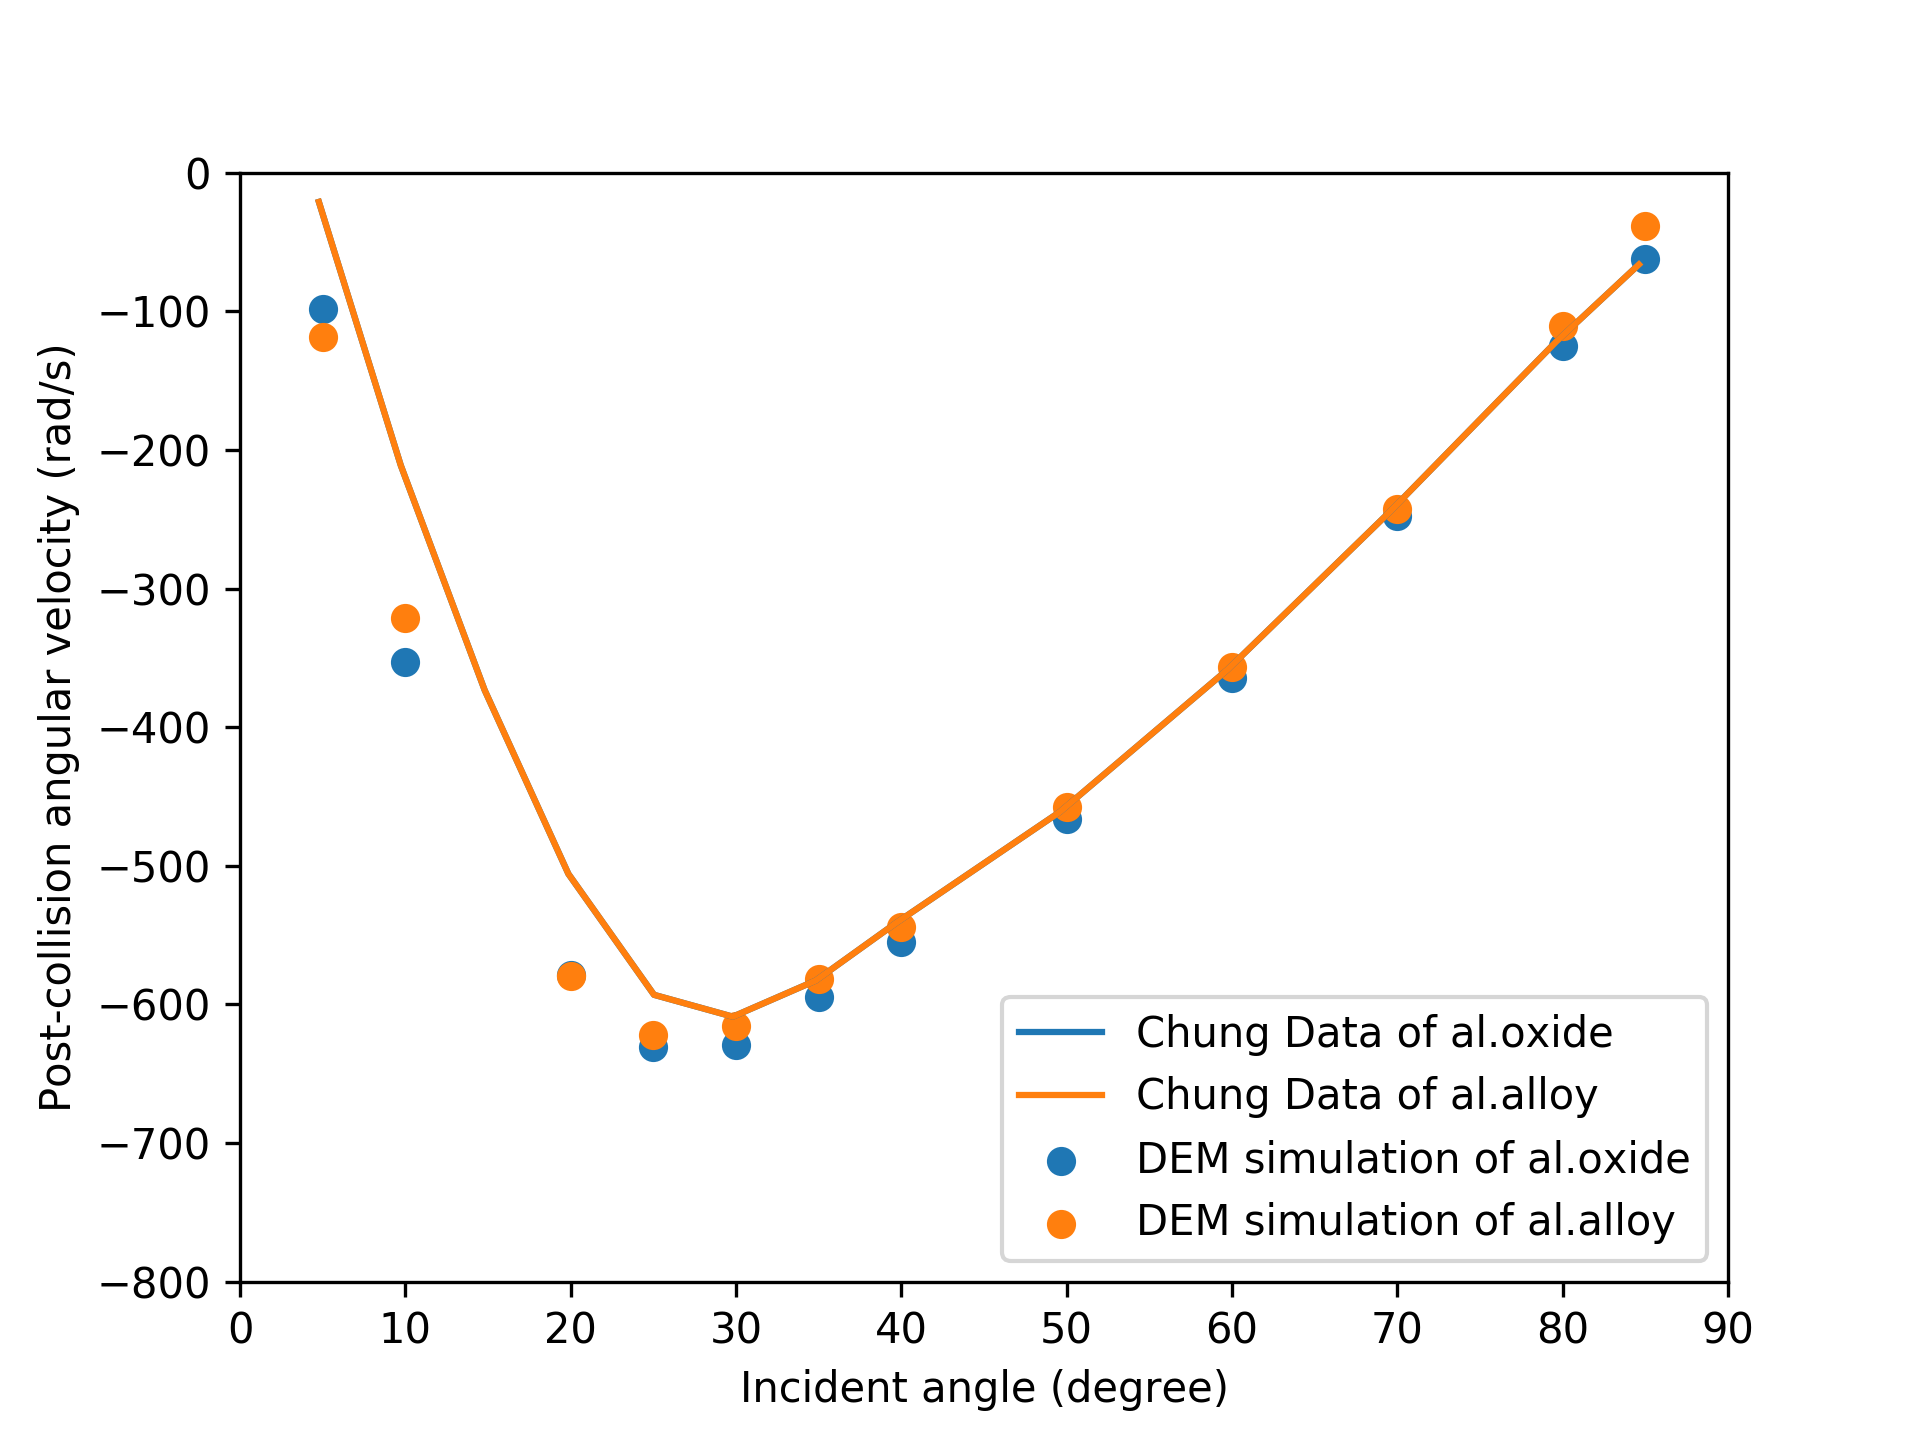 0
−100
−200
−300
−400
−500
−600
−700
−800
Post-collision angular velocity (rad/s)
Chung Data of al.oxide
Chung Data of al.alloy
DEM simulation of al.oxide
DEM simulation of al.alloy
0 10 20 30 40 50 60 70 80 90
Incident angle (degree)